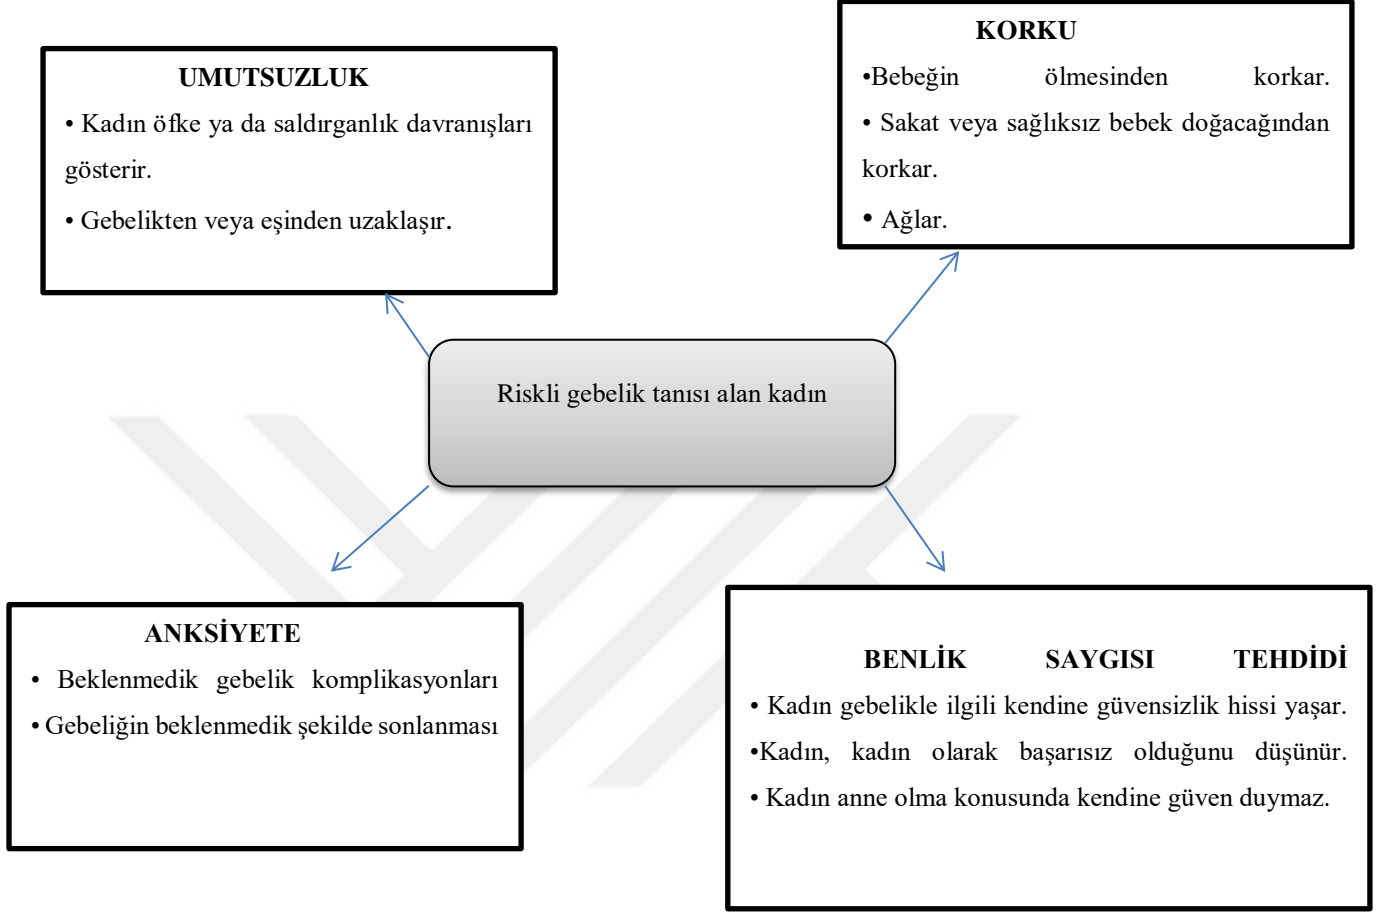 UMUTSUZLUK
• Kadın öfke ya da saldırganlık davranışları
gösterir.
• Gebelikten veya eşinden uzaklaşır.
KORKU
•Bebeğin ölmesinden korkar.
• Sakat veya sağlıksız bebek doğacağından
korkar.
• Ağlar.
Riskli gebelik tanısı alan kadın
ANKSİYETE
• Beklenmedik gebelik komplikasyonları
• Gebeliğin beklenmedik şekilde sonlanması
BENLİK SAYGISI TEHDİDİ
• Kadın gebelikle ilgili kendine güvensizlik hissi yaşar.
•Kadın, kadın olarak başarısız olduğunu düşünür.
• Kadın anne olma konusunda kendine güven duymaz.